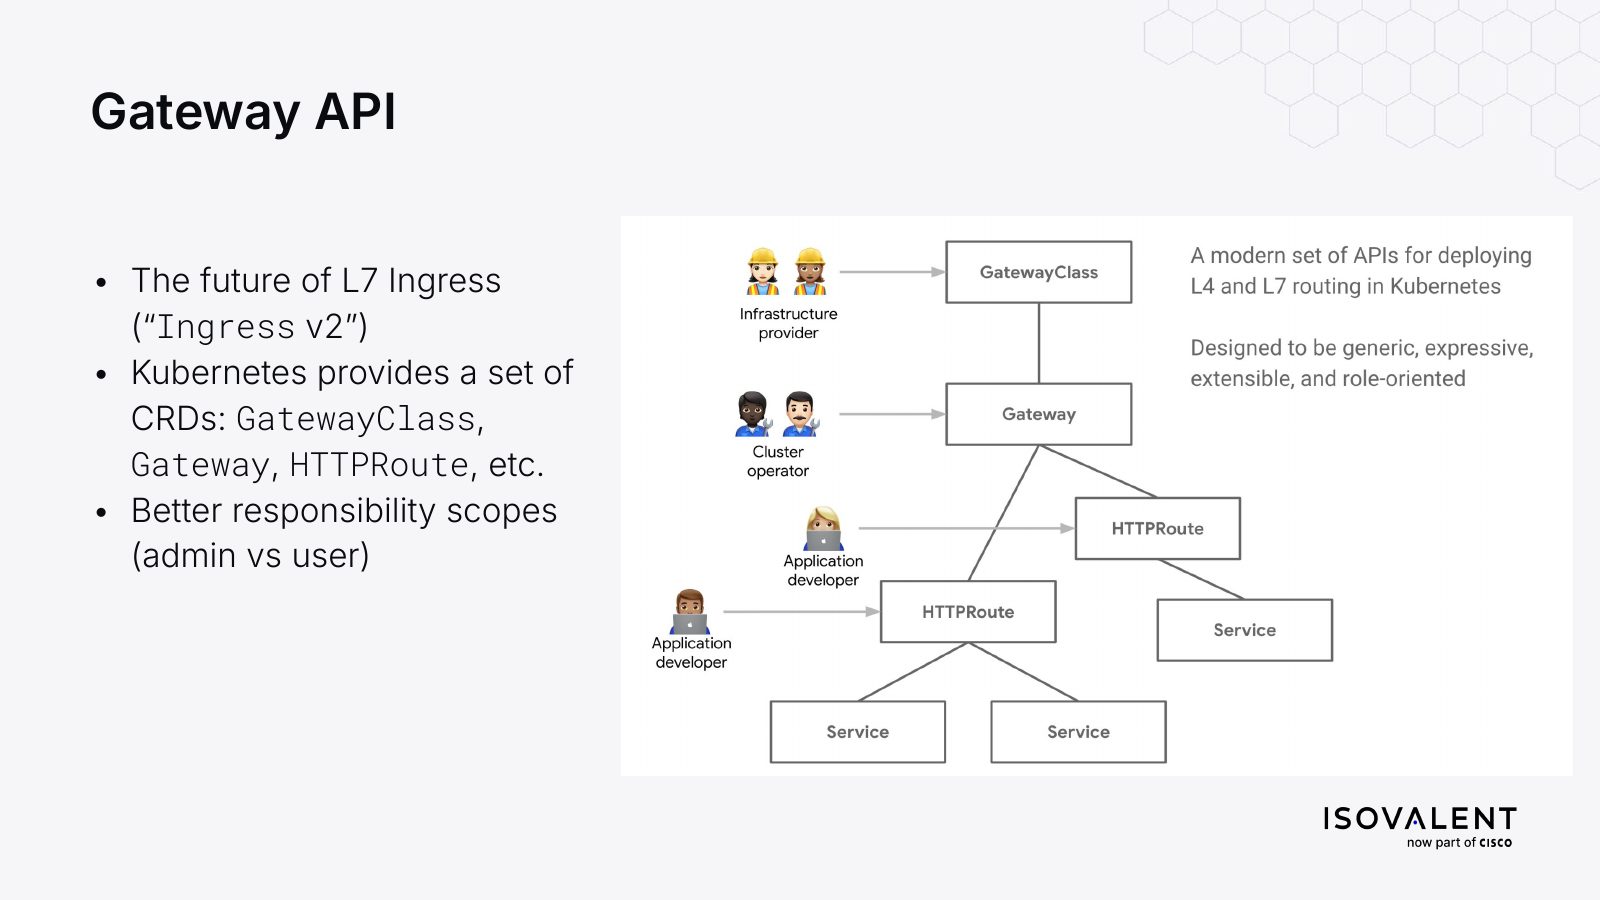 Gateway API
• The future of L7 Ingress
(“Ingress v2”)
• Kubernetes provides a set of
CRDs: GatewayClass,
Gateway, HTTPRoute, etc.
• Better responsibility scopes
(admin vs user)
Infrastructure
provider
GatewayClass
A modern set of APIs for deploying
L4 and L7 routing in Kubernetes
Designed to be generic, expressive,
extensible, and role-oriented
Cluster
operator
Gateway
Application
developer
HTTPRoute
Application
developer
HTTPRoute
Service
Service
Service
ISOVALENT
now part of CISCO